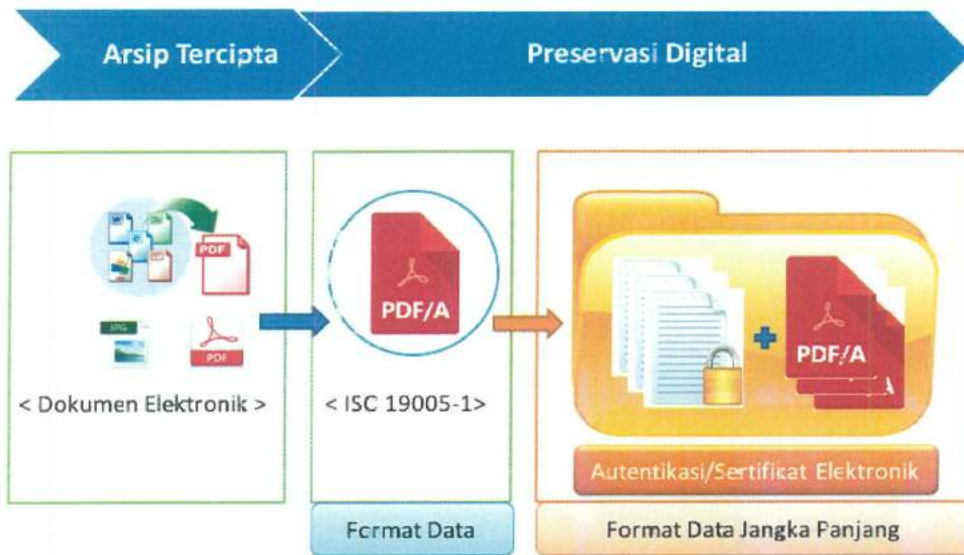 Arsip Tercipta
Preservasi Digital
W
PDF
JPG
PDF
< Dokumen Elektronik >
PDF/A
< ISC 19005-1>
Format Data
PDF/A
A
Autentikasi/Sertifikat Elektronik
Format Data Jangka Panjang